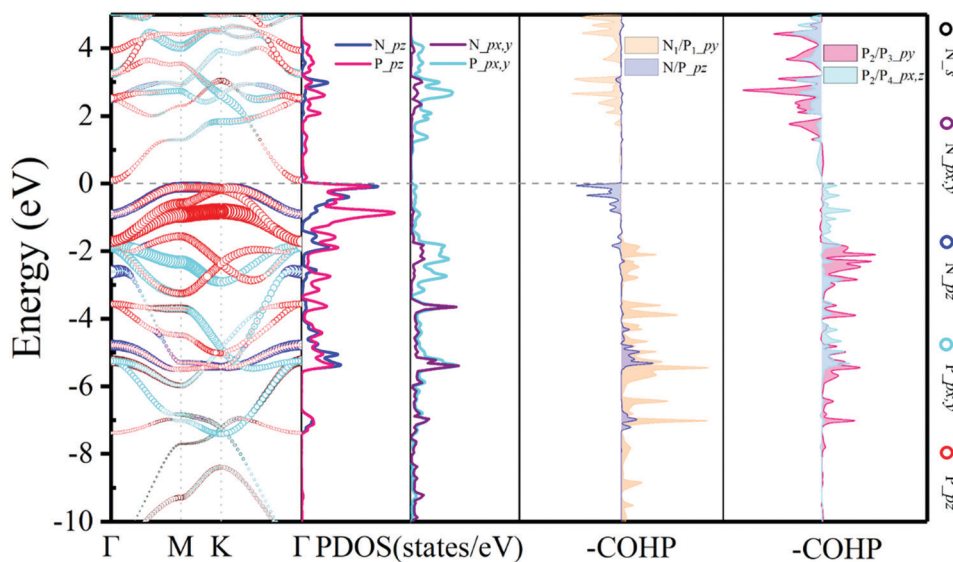 N_pz
P_pz
N_px,y
P_px,y
N₁/P₁_py
N/P_pz
P₂/P₃_py
P₂/P₄_px,z
N_s
N_px,y
N_pz
P_px,y
P_pz
Energy (eV)
4
2
0
-2
-4
-6
-8
-10
Γ M K Γ PDOS(states/eV) -COHP -COHP